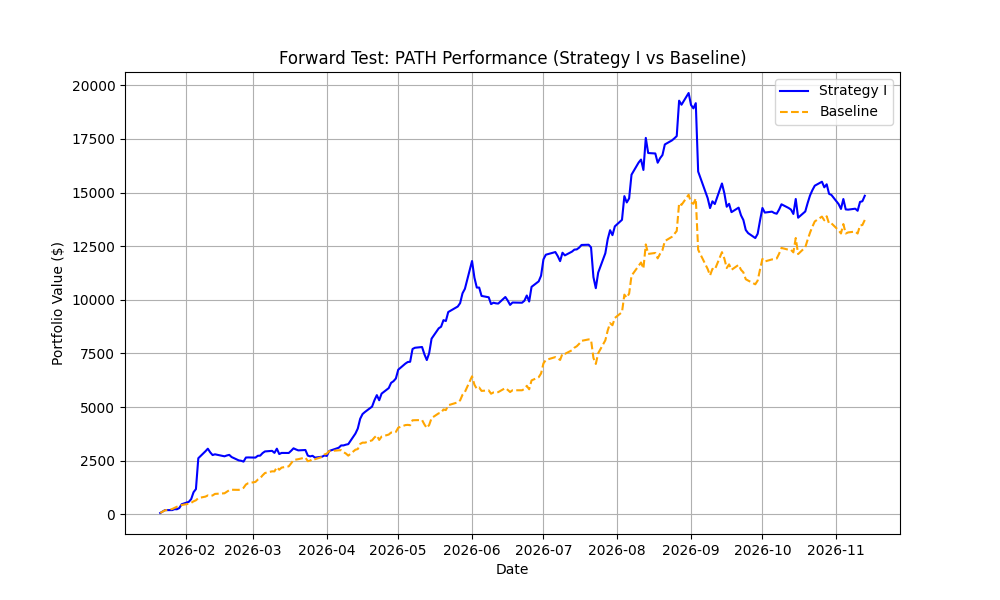 Forward Test: PATH Performance (Strategy I vs Baseline)
Strategy I
Baseline
Portfolio Value ($)
20000
17500
15000
12500
10000
7500
5000
2500
0
2026-02 2026-03 2026-04 2026-05 2026-06 2026-07 2026-08 2026-09 2026-10 2026-11
Date